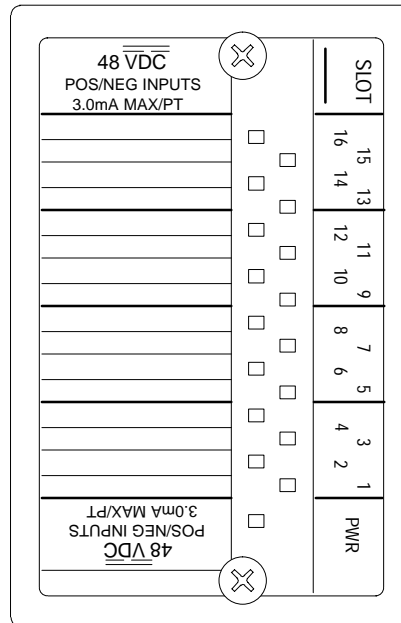 48 VDC
POS/NEG INPUTS
3.0mA MAX/PT
SLOT
16 15
14 13
12 11
10 9
8 7
6 5
4 3
2 1
PWR
48 VDC
POS/NEG INPUTS
3.0mA MAX/PT